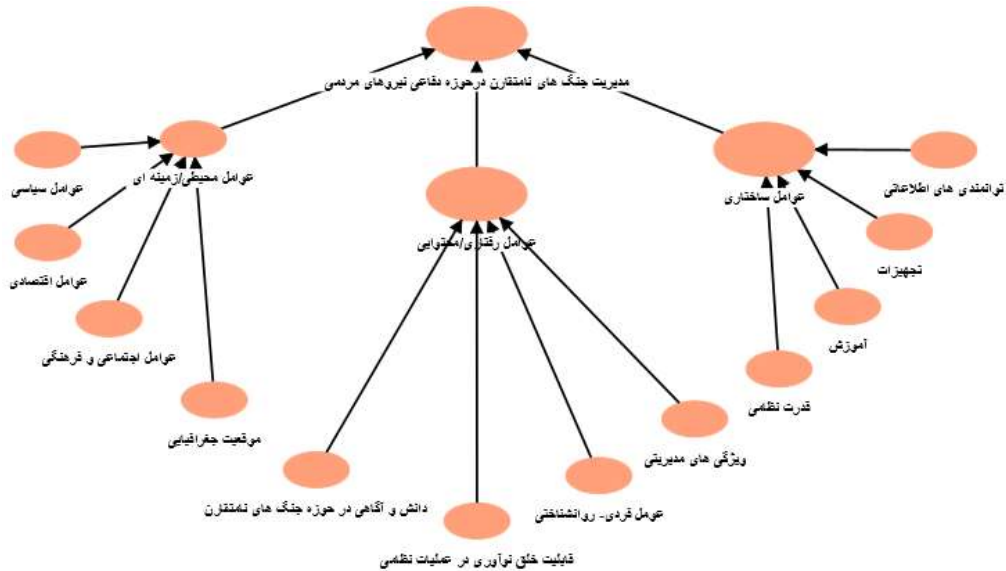 مدیریت جنگ های نامتقارن درحوزه دفاعی نیروهای مردمی
توانمندی های اطلاعاتی
عوامل ساختاری
عوامل محیطی/زمینه ای
عوامل سیاسی
عوامل رفتاری/محتوایی
تجهیزات
عوامل اقتصادی
آموزش
عوامل اجتماعی و فرهنگی
قدرت نظامی
موقعیت جغرافیایی
ویژگی های مدیریتی
دانش و آگاهی در حوزه جنگ های نامتقارن
عومل فردی- روانشناختی
قابلیت خلق نوآوری در عملیات نظامی